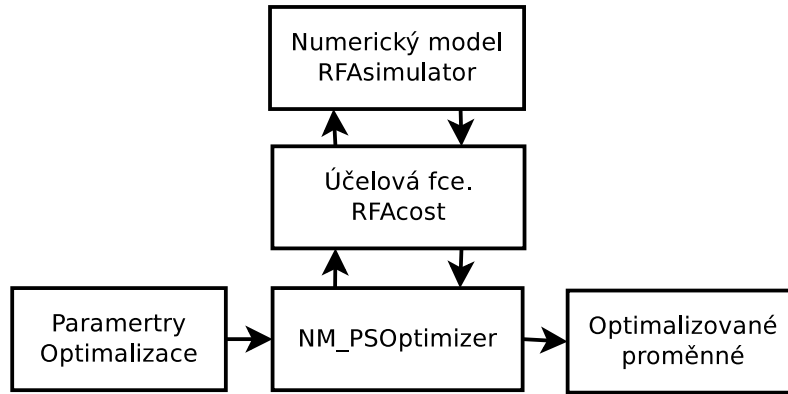 Numerický model
RFAsimulator
Účelová fce.
RFAcost
Paramertry
Optimalizace
NM_PSOptimizer
Optimalizované
proměnné